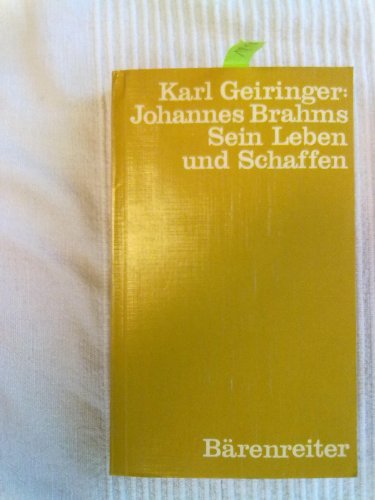 Karl Geiringer:
Johannes Brahms
Sein Leben
und Schaffen
Bärenreiter